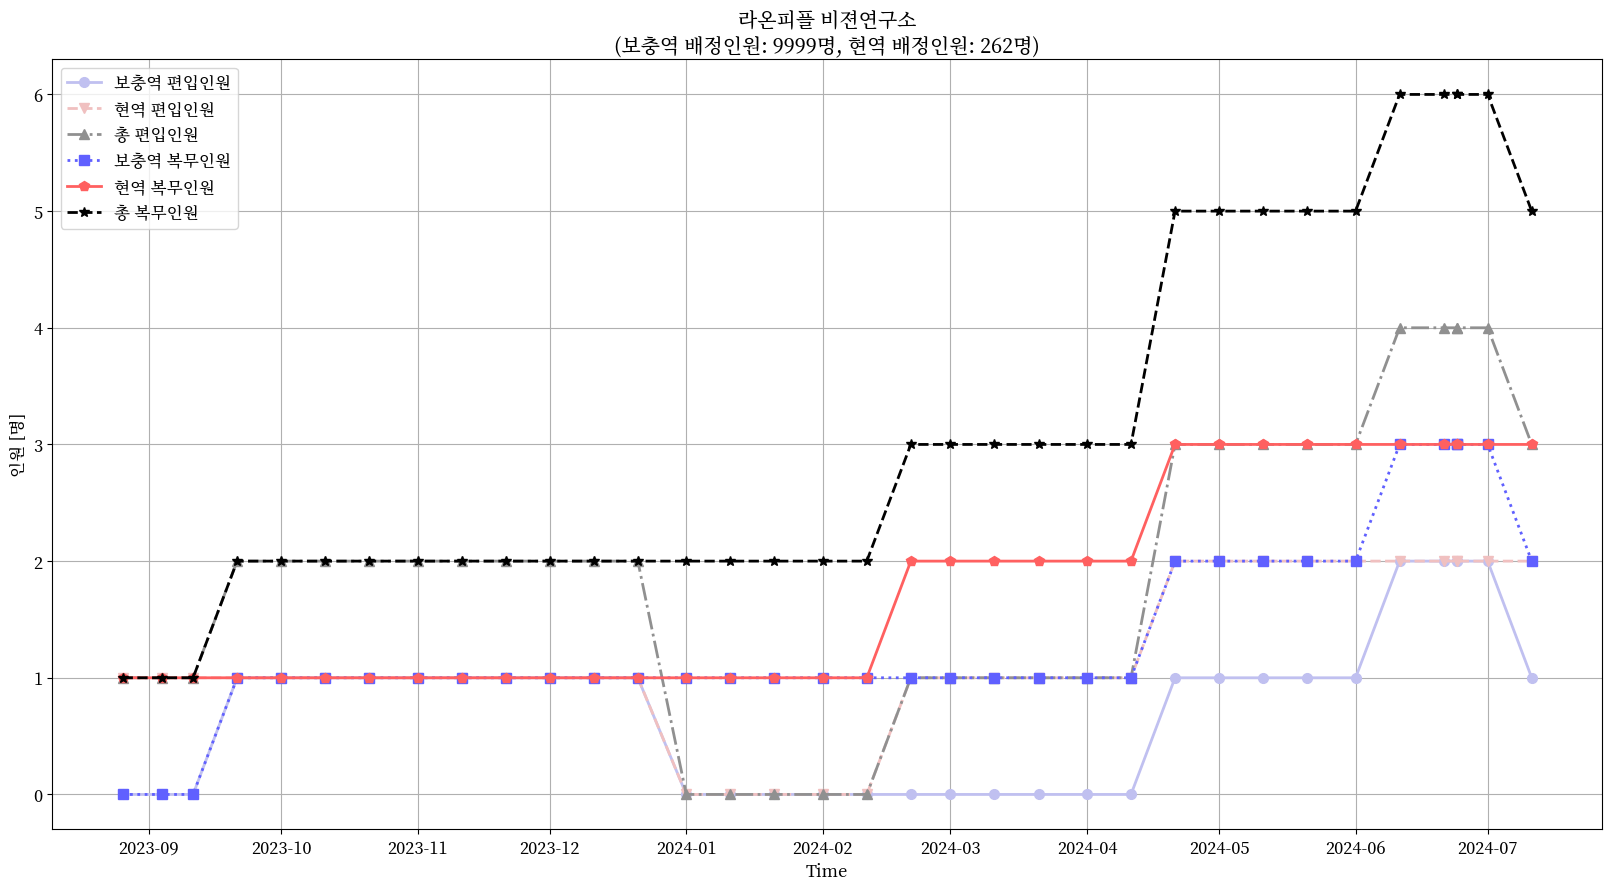 라온피플 비젼연구소
(보충역 배정인원: 9999명, 현역 배정인원: 262명)
보충역 편입인원
현역 편입인원
총 편입인원
보충역 복무인원
현역 복무인원
총 복무인원
인원 [명]
6
5
4
3
2
1
0
2023-09 2023-10 2023-11 2023-12 2024-01 2024-02 2024-03 2024-04 2024-05 2024-06 2024-07
Time